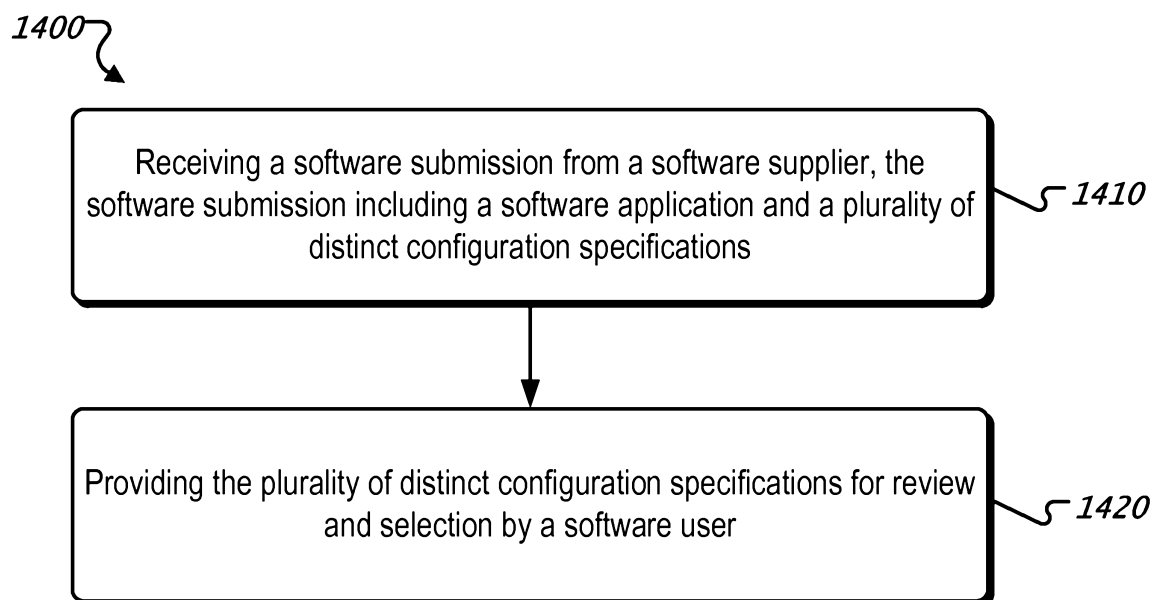 1400
Receiving a software submission from a software supplier, the
software submission including a software application and a plurality of
distinct configuration specifications
1410
Providing the plurality of distinct configuration specifications for review
and selection by a software user
1420